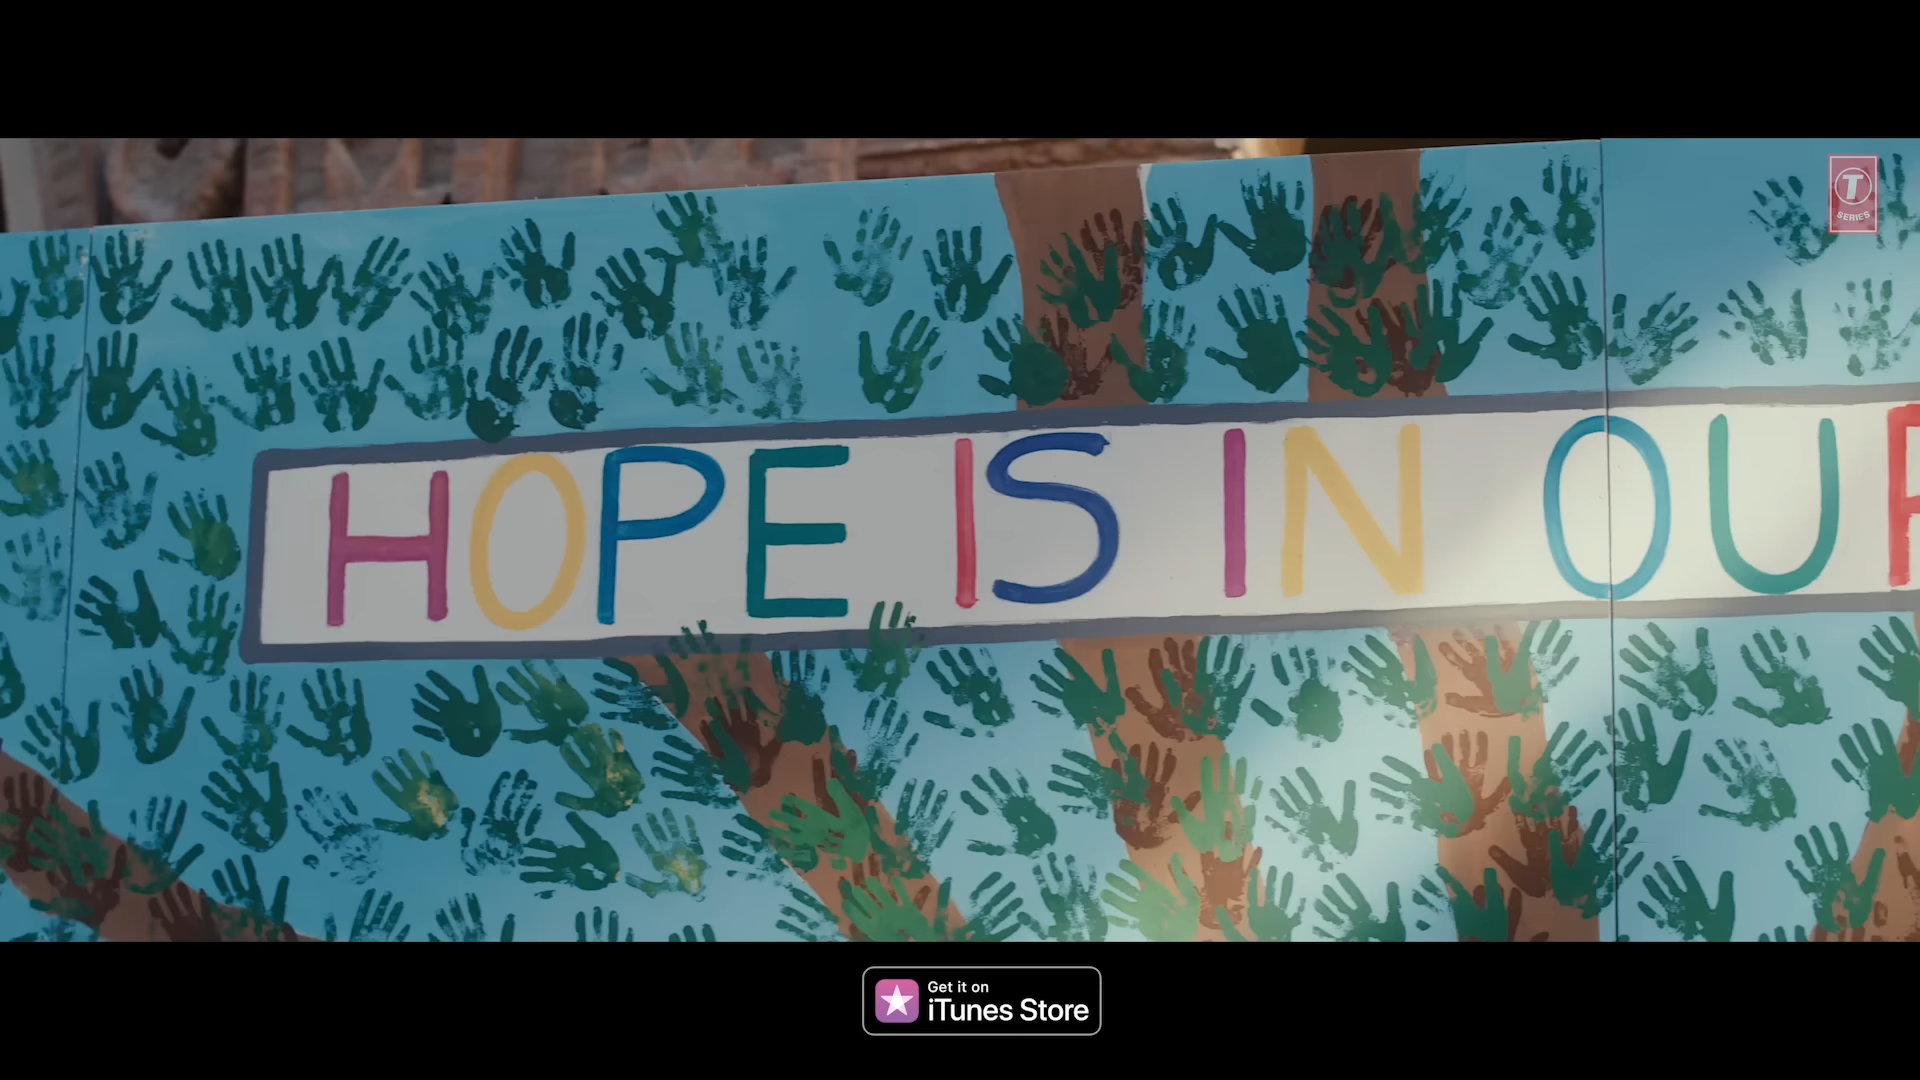 T
SERIES
HOPE IS IN OUR
Get it on
iTunes Store